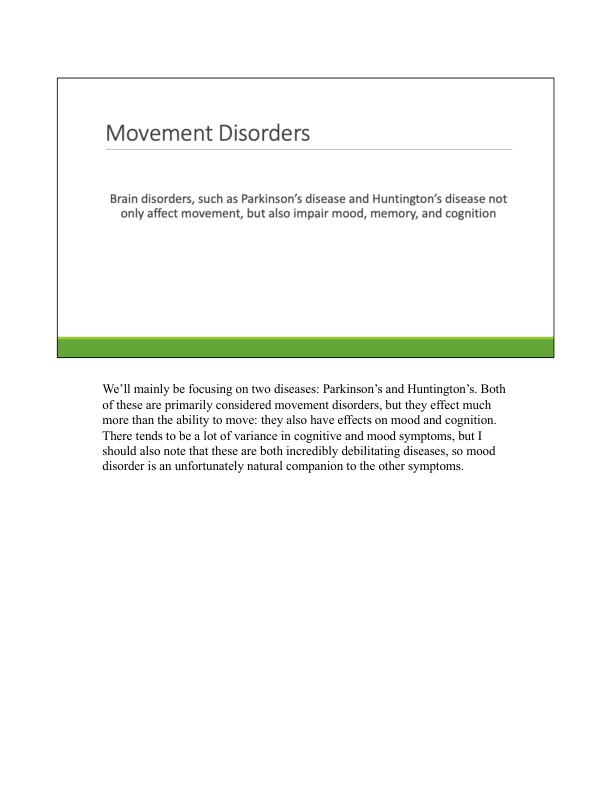 Movement Disorders
Brain disorders, such as Parkinson’s disease and Huntington’s disease not
only affect movement, but also impair mood, memory, and cognition
We’ll mainly be focusing on two diseases: Parkinson’s and Huntington’s. Both
of these are primarily considered movement disorders, but they effect much
more than the ability to move: they also have effects on mood and cognition.
There tends to be a lot of variance in cognitive and mood symptoms, but I
should also note that these are both incredibly debilitating diseases, so mood
disorder is an unfortunately natural companion to the other symptoms.